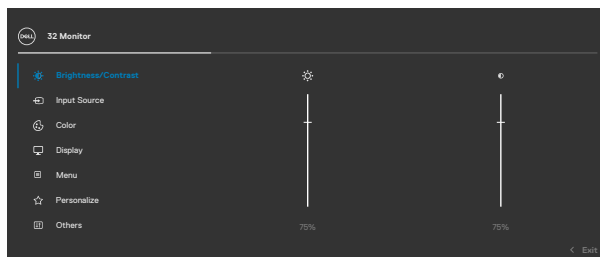 DELL
32 Monitor
Brightness/Contrast
Input Source
Color
Display
Menu
Personalize
Others
75%
75%
Exit